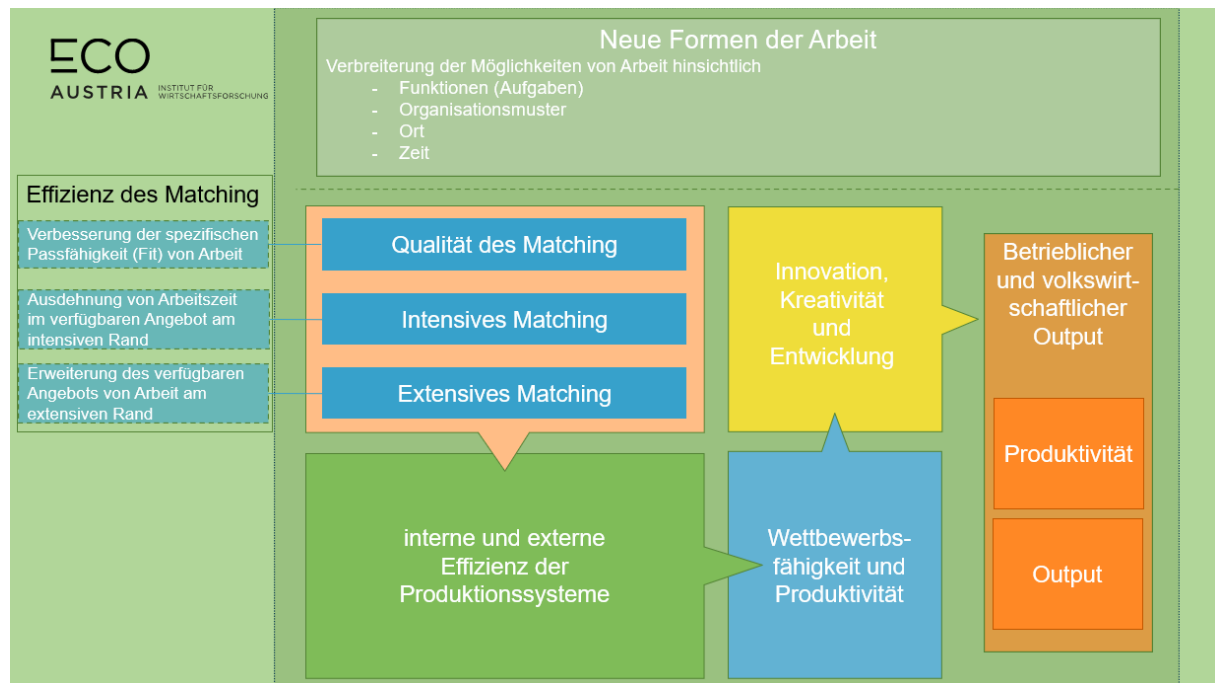 ECO
AUSTRIA INSTITUT FÜR
WIRTSCHAFTSFORSCHUNG
Neue Formen der Arbeit
Verbreiterung der Möglichkeiten von Arbeit hinsichtlich
- Funktionen (Aufgaben)
- Organisationsmuster
- Ort
- Zeit
Effizienz des Matching
Verbesserung der spezifischen
Passfähigkeit (Fit) von Arbeit
Ausdehnung von Arbeitszeit
im verfügbaren Angebot am
intensiven Rand
Erweiterung des verfügbaren
Angebots von Arbeit am
extensiven Rand
Qualität des Matching
Intensives Matching
Extensives Matching
interne und externe
Effizienz der
Produktionssysteme
Wettbewerbs-
fähigkeit und
Produktivität
Innovation,
Kreativität
und
Entwicklung
Betrieblicher
und volkswirt-
schaftlicher
Output
Produktivität
Output